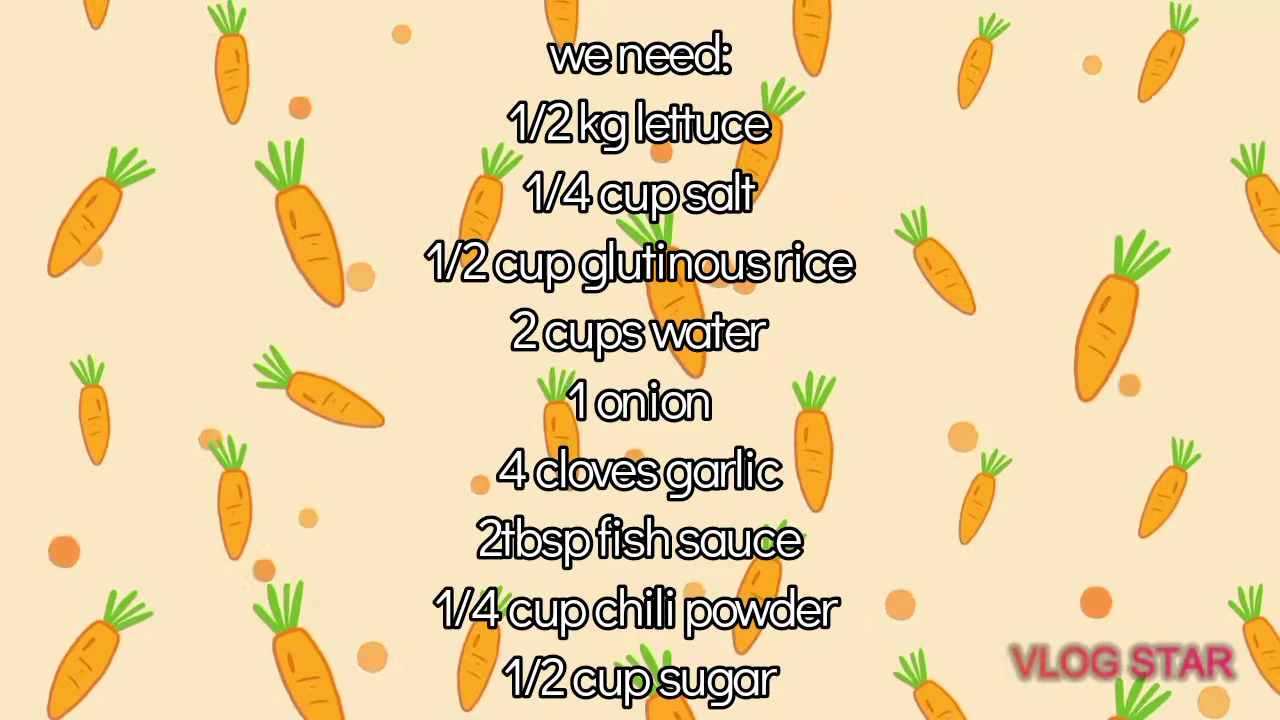 we need:
1/2 kg lettuce
1/4 cup salt
1/2 cup glutinous rice
2 cups water
1 onion
4 cloves garlic
2tbsp fish sauce
1/4 cup chili powder
1/2 cup sugar
VLOG STAR